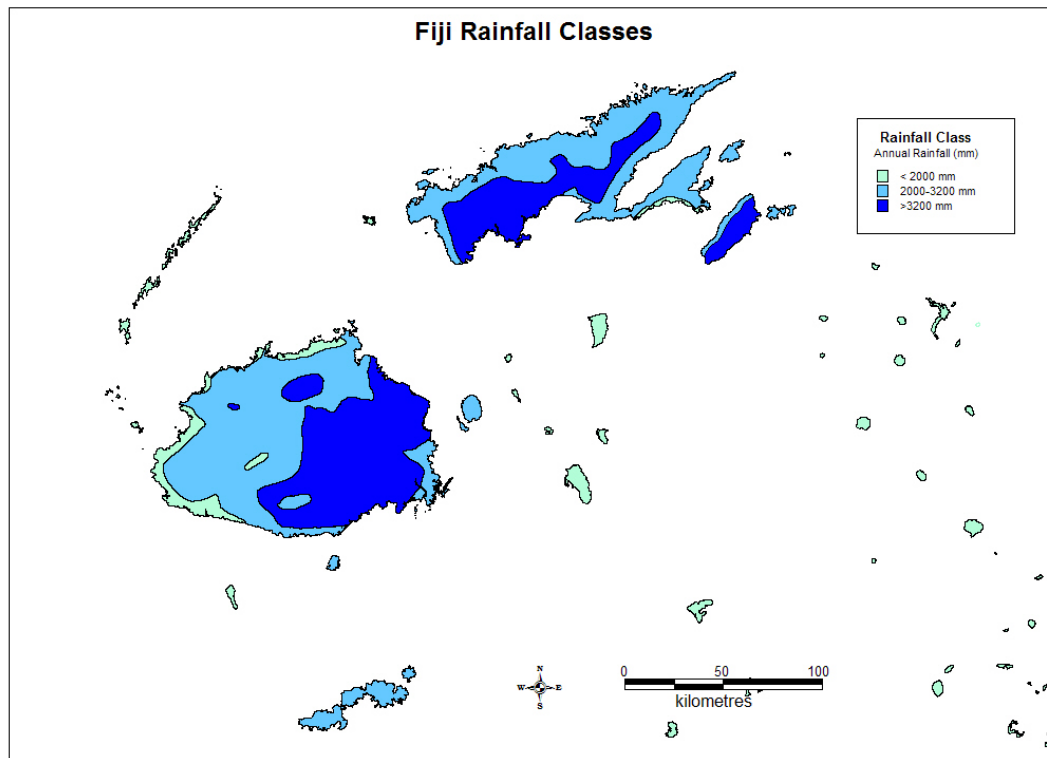 Fiji Rainfall Classes
Rainfall Class
Annual Rainfall (mm)
< 2000 mm
2000-3200 mm
>3200 mm
N
W E
S
0 50 100
kilometres